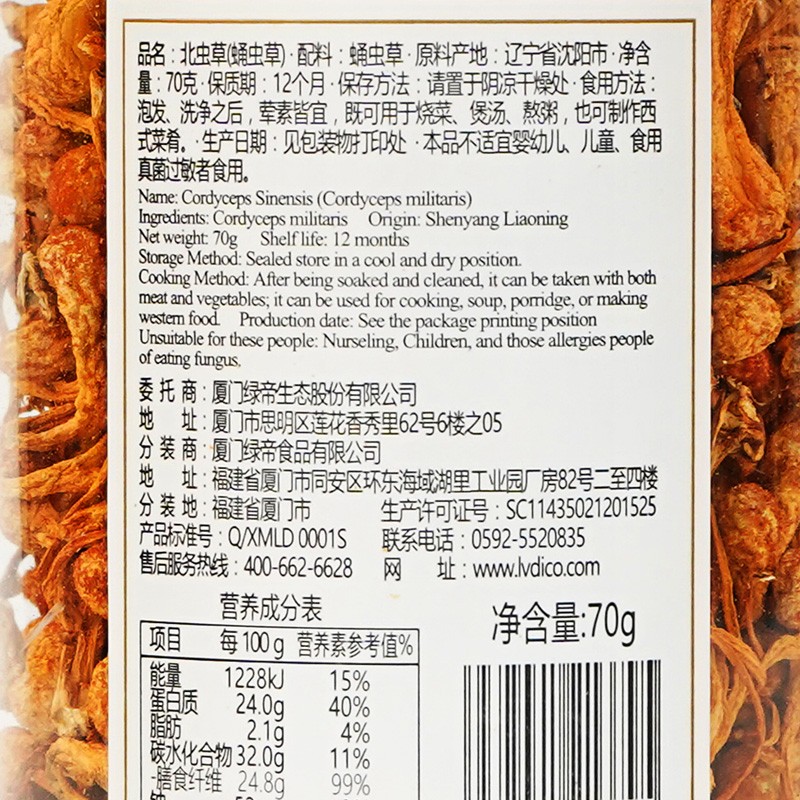 品名：北虫草(蛹虫草)·配料：蛹虫草·原料产地：辽宁省沈阳市·净含
量：70克·保质期：12个月·保存方法：请置于阴凉干燥处·食用方法：
泡发、洗净之后，荤素皆宜，既可用于烧菜、煲汤、熬粥，也可制作西
式菜肴。·生产日期：见包装物打印处·本品不适宜婴幼儿、儿童、食用
真菌过敏者食用。
Name: Cordyceps Sinensis (Cordyceps militaris)
Ingredients: Cordyceps militaris Origin: Shenyang Liaoning
Net weight: 70g Shelf life: 12 months
Storage Method: Sealed store in a cool and dry position.
Cooking Method: After being soaked and cleaned, it can be taken with both
meat and vegetables; it can be used for cooking, soup, porridge, or making
western food. Production date: See the package printing position
Unsuitable for these people: Nurseling, Children, and those allergies people
of eating fungus.
委托商：厦门绿帝生态股份有限公司
地 址：厦门市思明区莲花香秀里62号6楼之05
分装商：厦门绿帝食品有限公司
地 址：福建省厦门市同安区环东海域湖里工业园厂房82号二至四楼
分装地：福建省厦门市 生产许可证号：SC11435021201525
产品标准号：Q/XMLD 0001S 联系电话：0592-5520835
售后服务热线：400-662-6628 网 址：www.lvdico.com
营养成分表
净含量:70g
项目 每100g 营养素参考值%
能量 1228kJ 15%
蛋白质 24.0g 40%
脂肪 2.1g 4%
碳水化合物 32.0g 11%
-膳食纤维 24.8g 99%